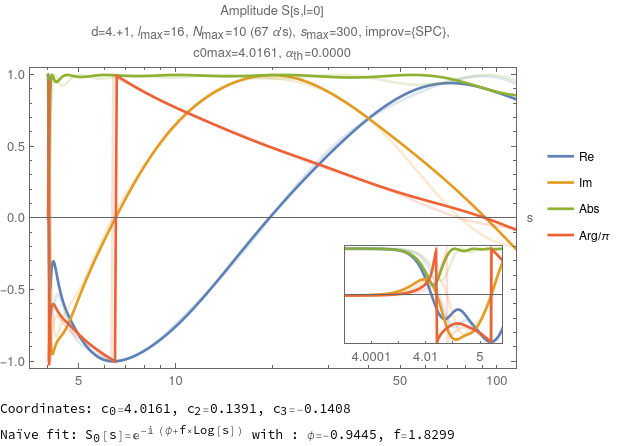 Amplitude S[s,l=0]
d=4.+1, lmax=16, Nmax=10 (67 α's), smax=300, improv={SPC},
c0max=4.0161, αth=0.0000
1.0
0.5
0.0
−0.5
−1.0
5
10
50
100
s
4.0001
4.01
5
Re
Im
Abs
Arg/π
Coordinates: c0=4.0161, c2=0.1391, c3=-0.1408
Naïve fit: S0[s]=e-i (ϕ+f×Log[s]) with : ϕ=-0.9445, f=1.8299